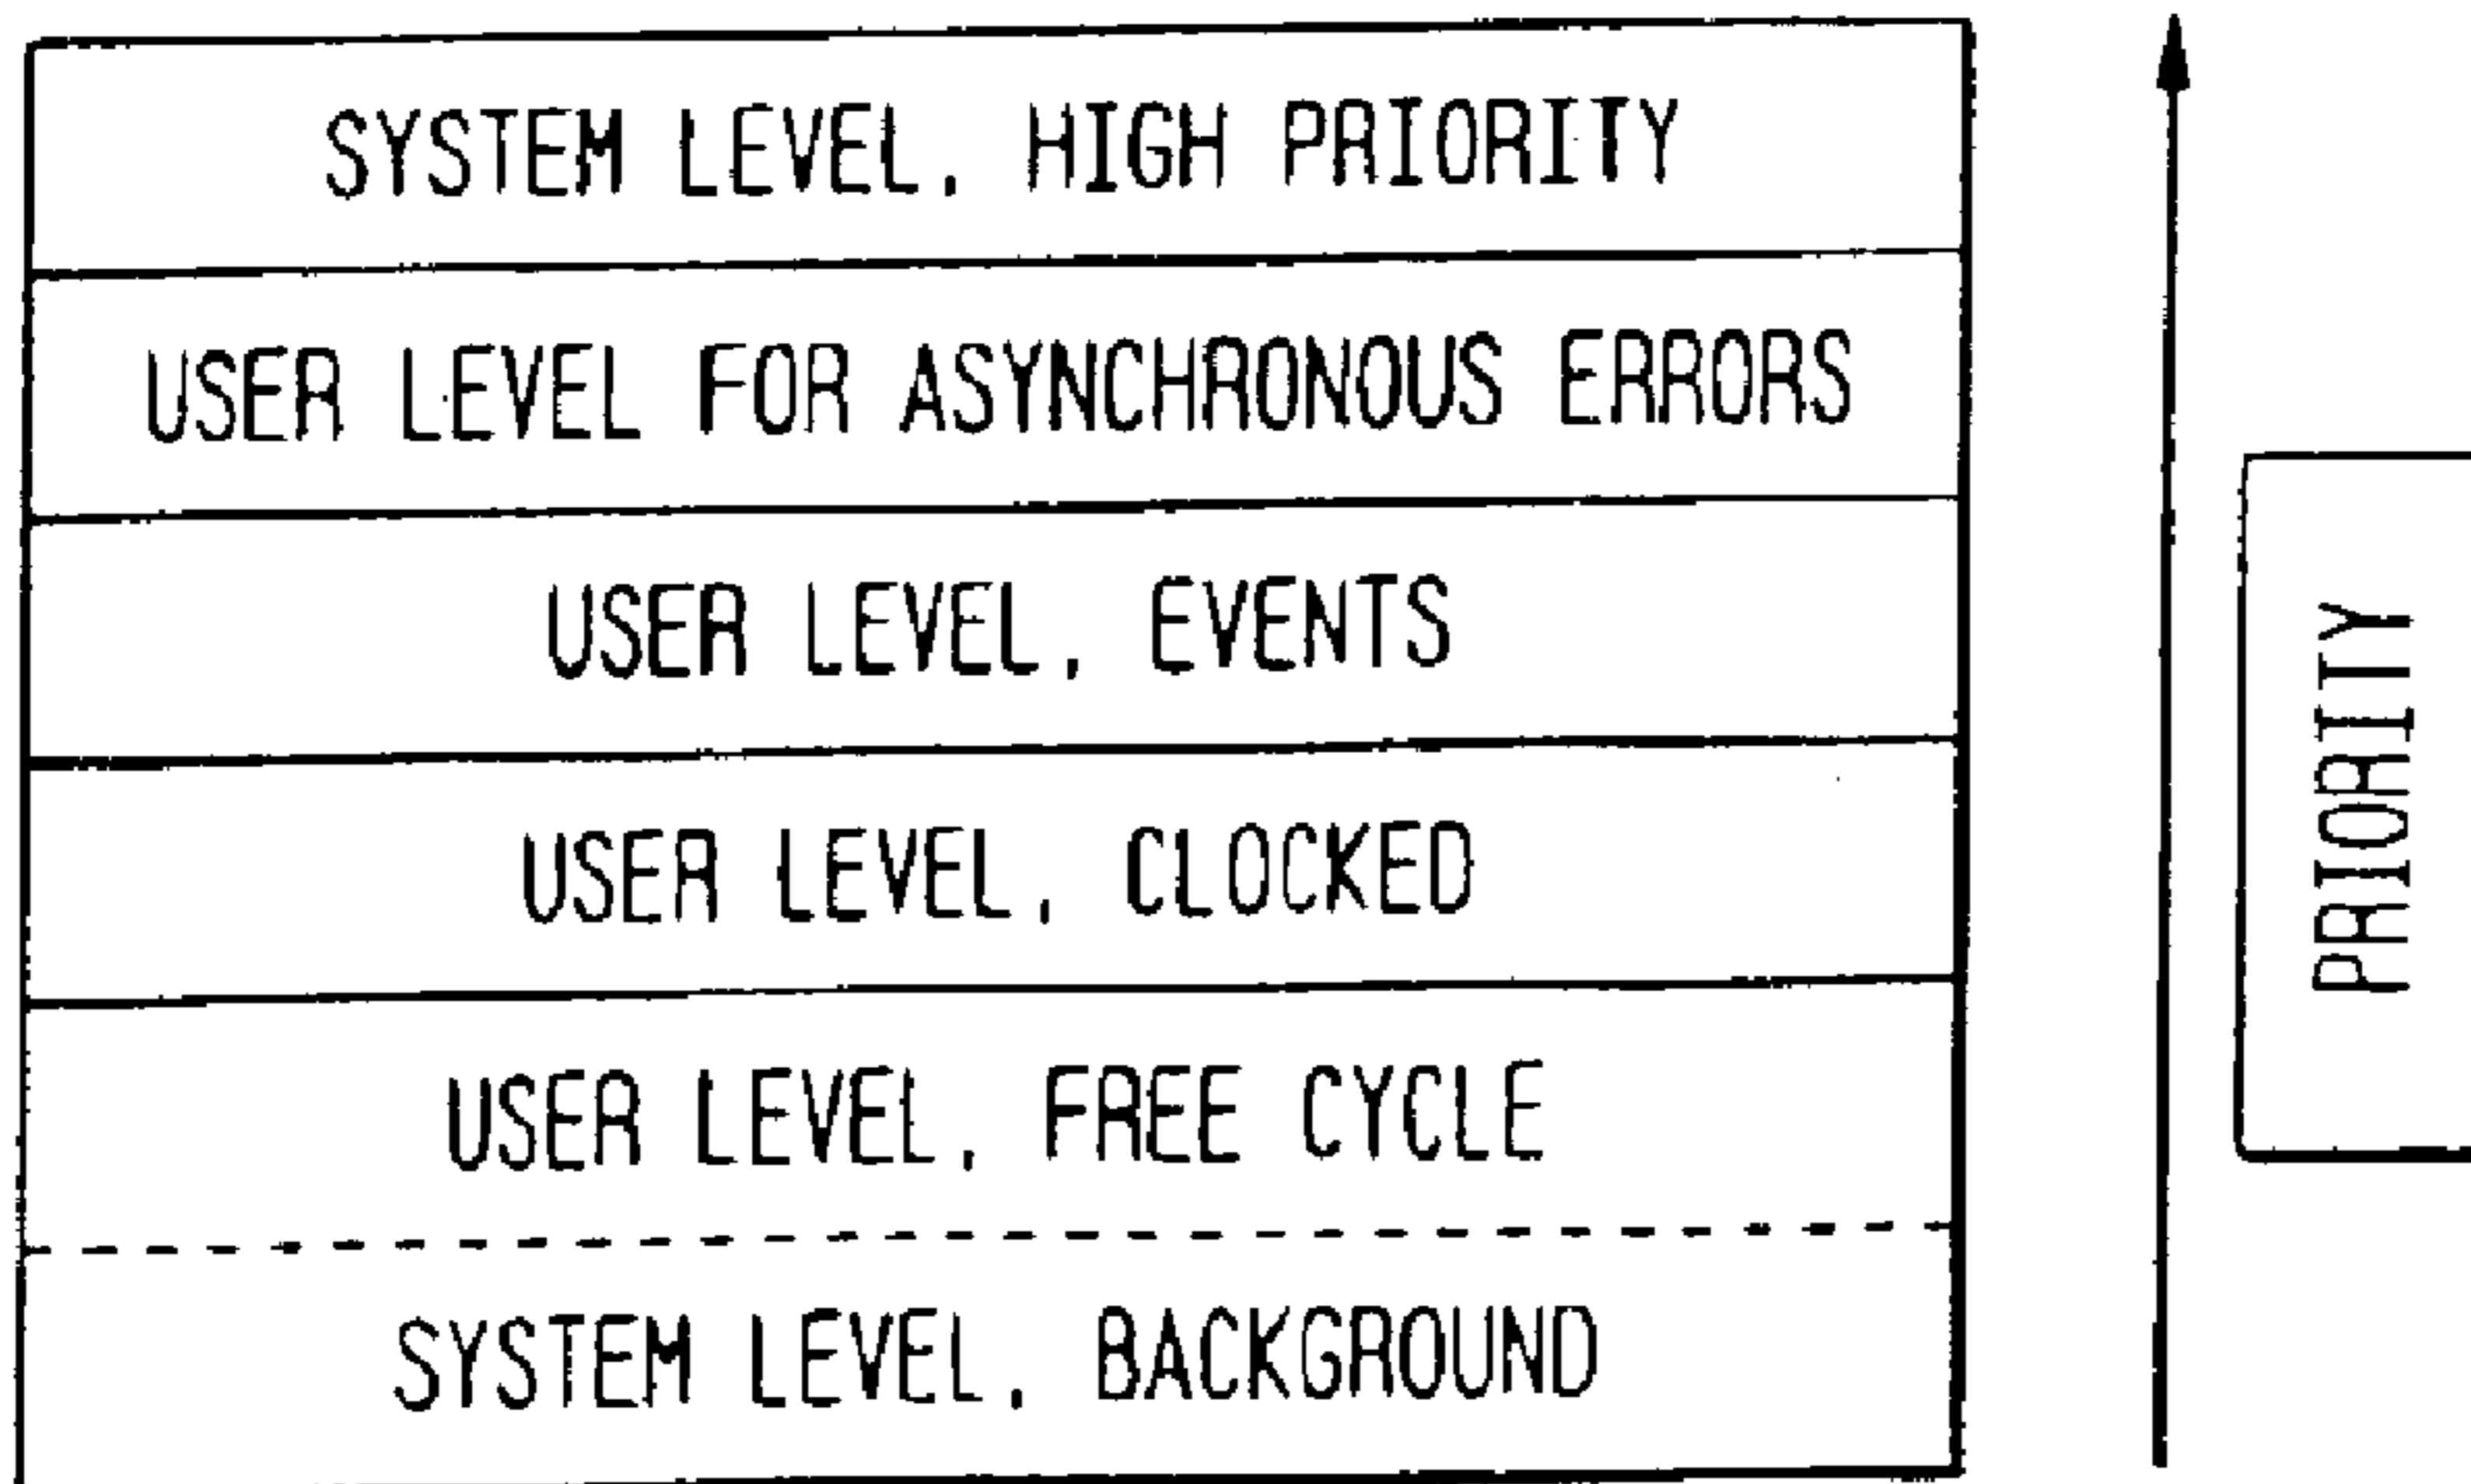 SYSTEM LEVEL, HIGH PRIORITY
USER LEVEL FOR ASYNCHRONOUS ERRORS
USER LEVEL, EVENTS
USER LEVEL, CLOCKED
USER LEVEL, FREE CYCLE
SYSTEM LEVEL, BACKGROUND
PRIORITY